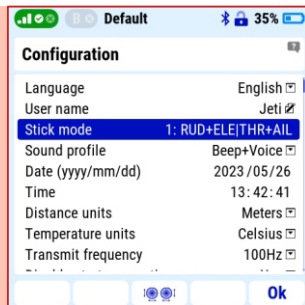 B Default 35%
Configuration
Language English
User name Jeti
Stick mode 1: RUD+ELE|THR+AIL
Sound profile Beep+Voice
Date (yyyy/mm/dd) 2023/05/26
Time 13:42:41
Distance units Meters
Temperature units Celsius
Transmit frequency 100Hz
Ok